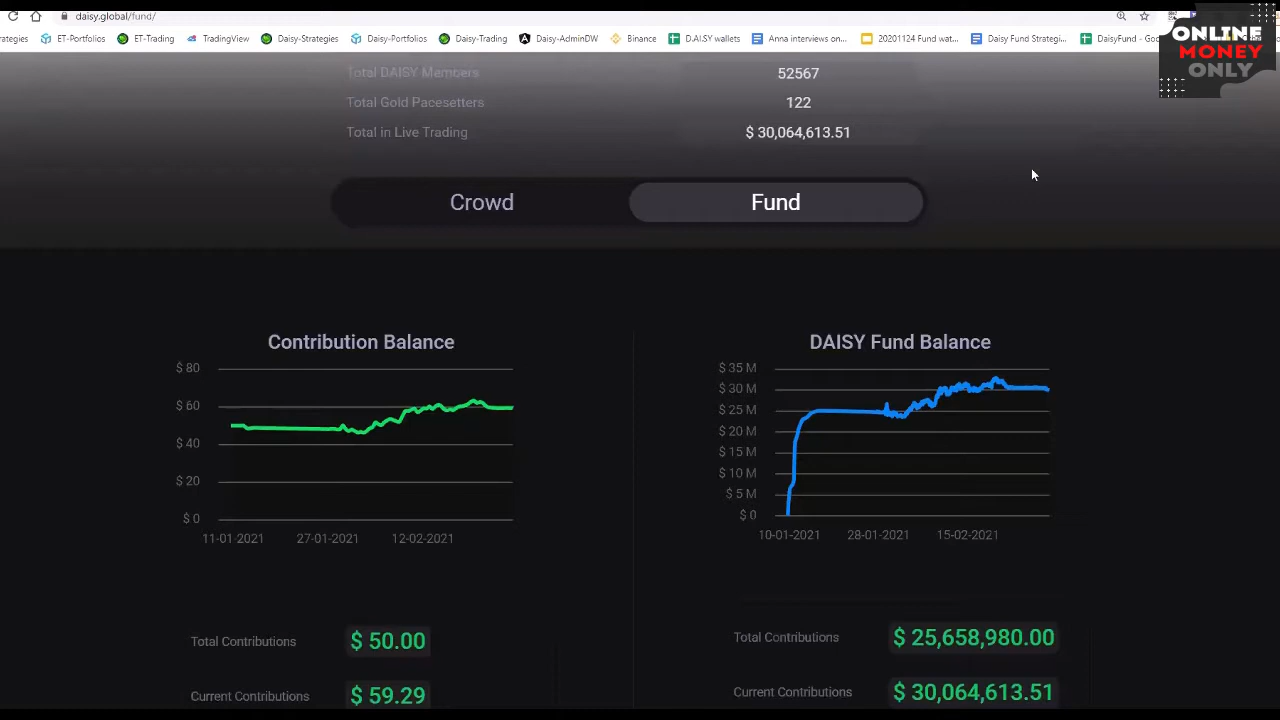 daisy.global/fund/
ategies ET-Portfolios ET-Trading TradingView Daisy-Strategies Daisy-Portfolios Daisy-Trading Daisy-AdminDW Binance D.AI.SY wallets Anna interviews on... 20201124 Fund wat... Daisy Fund Strategi... DaisyFund - Goo
ONLINE
MONEY
ONLY
Total DAISY Members 52567
Total Gold Pacesetters 122
Total in Live Trading $ 30,064,613.51
Crowd Fund
Contribution Balance DAISY Fund Balance
$ 80 $ 35 M
$ 30 M
$ 60 $ 25 M
$ 20 M
$ 40 $ 15 M
$ 20 $ 10 M
$ 5 M
$ 0 $ 0
11-01-2021 27-01-2021 12-02-2021 10-01-2021 28-01-2021 15-02-2021
Total Contributions $ 50.00 Total Contributions $ 25,658,980.00
Current Contributions $ 59.29 Current Contributions $ 30,064,613.51